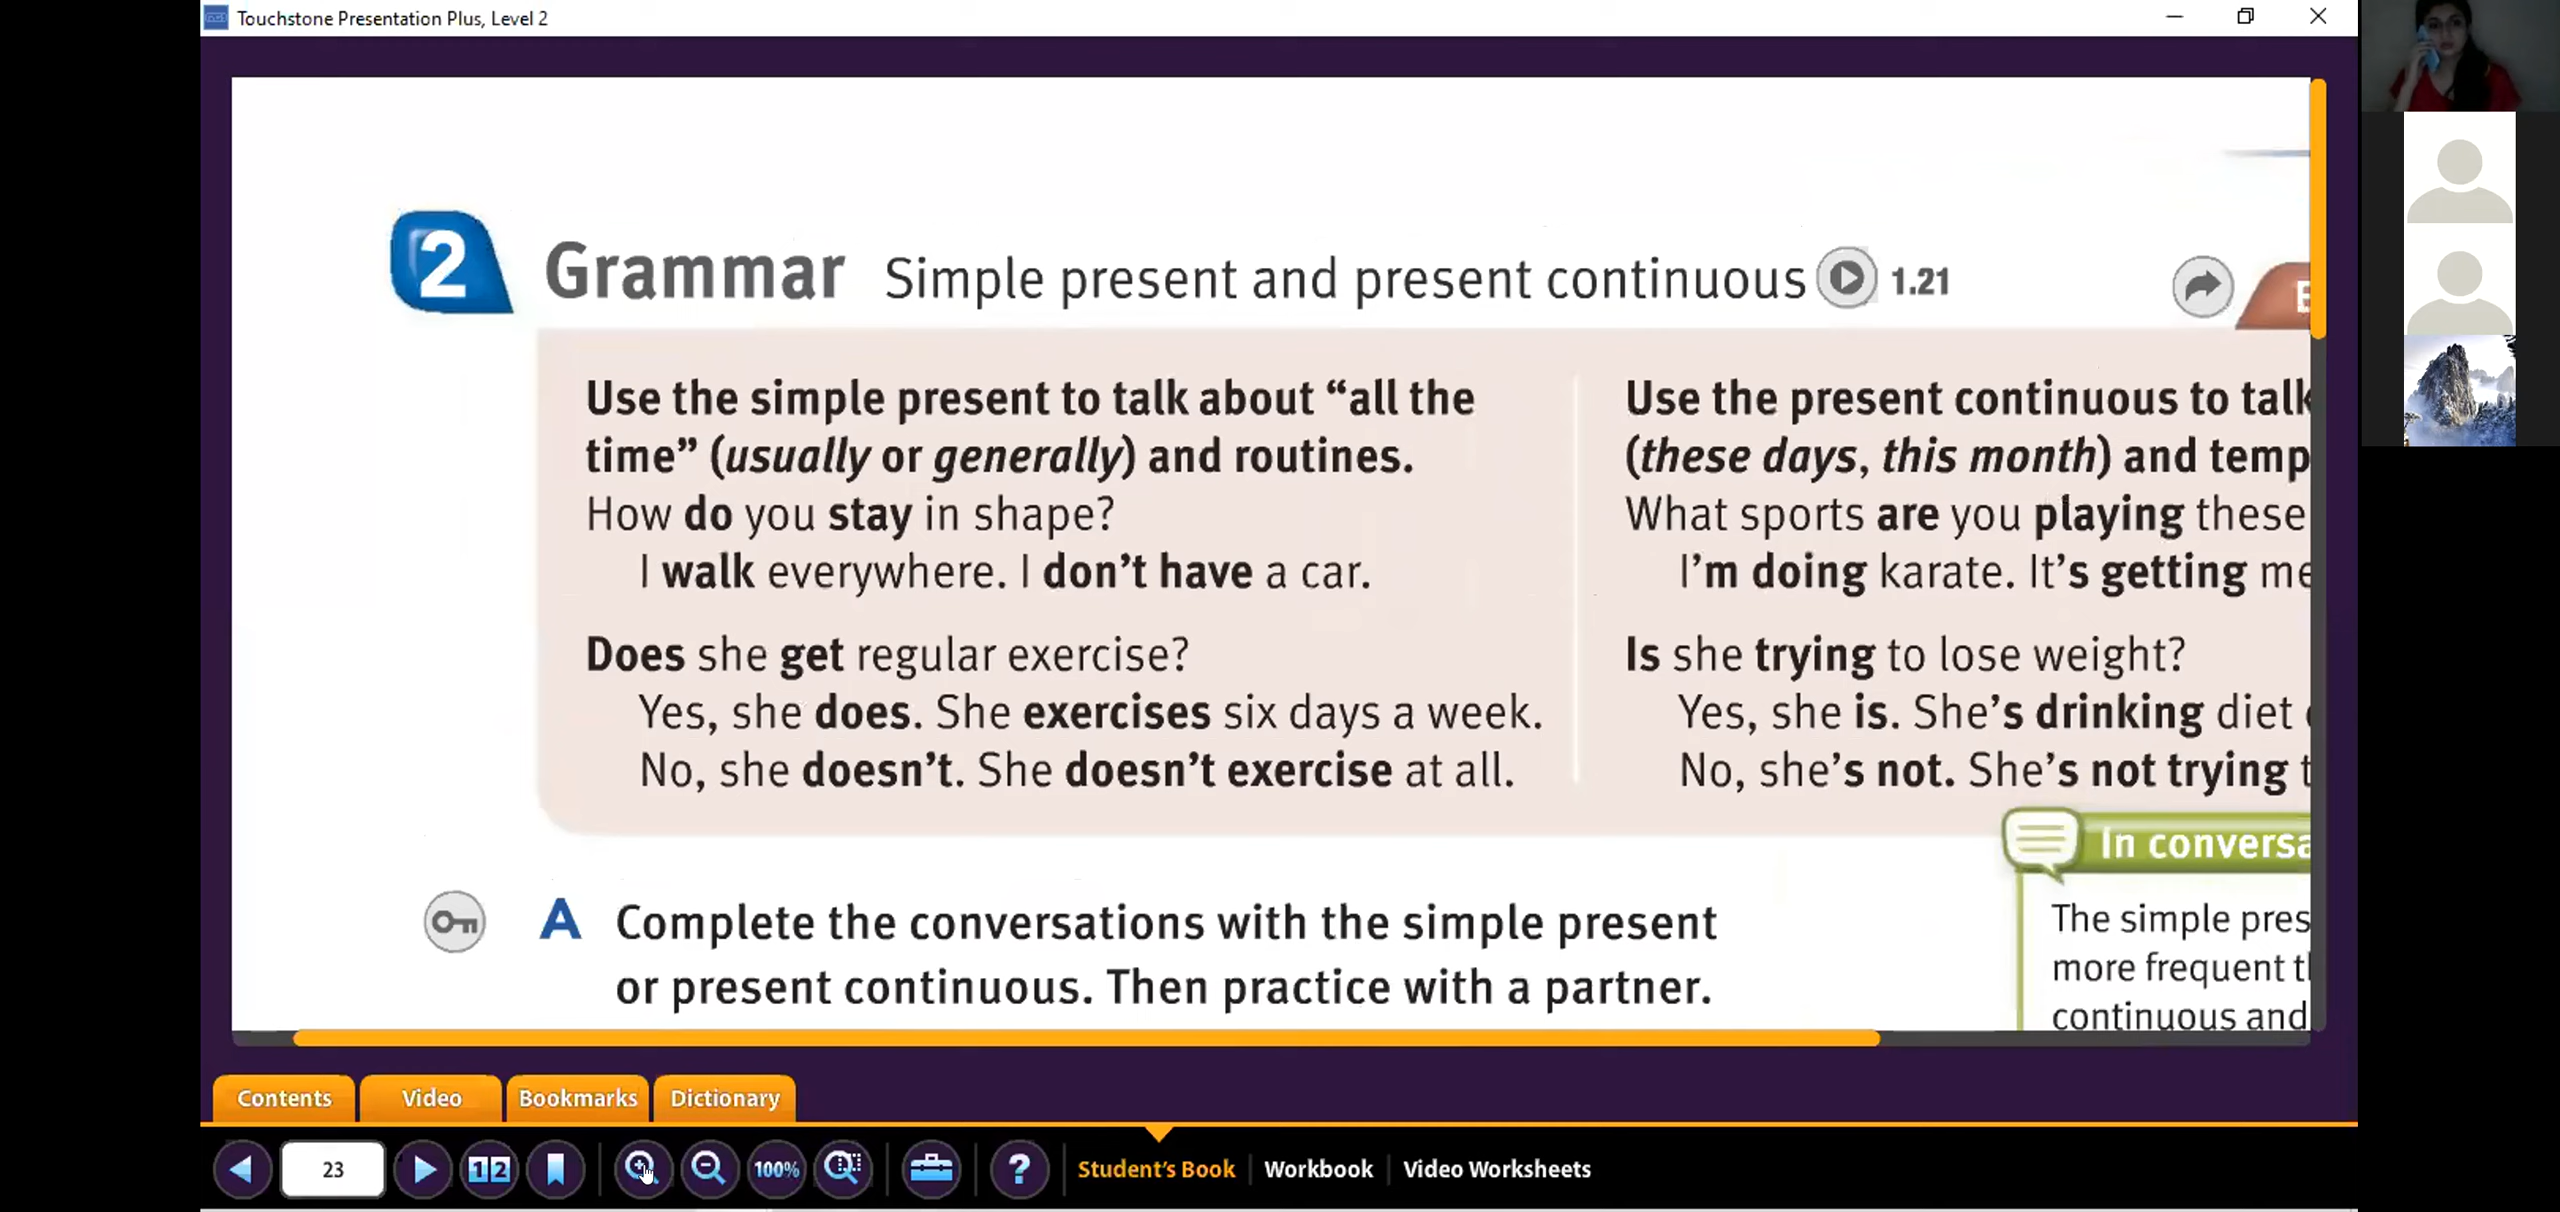 Touchstone Presentation Plus, Level 2
2 Grammar Simple present and present continuous 1.21
Use the simple present to talk about “all the
time” (usually or generally) and routines.
How do you stay in shape?
I walk everywhere. I don’t have a car.
Does she get regular exercise?
Yes, she does. She exercises six days a week.
No, she doesn’t. She doesn’t exercise at all.
Use the present continuous to talk
(these days, this month) and temp
What sports are you playing these
I’m doing karate. It’s getting me
Is she trying to lose weight?
Yes, she is. She’s drinking diet
No, she’s not. She’s not trying t
A Complete the conversations with the simple present
or present continuous. Then practice with a partner.
In conversa
The simple pres
more frequent t
continuous and
Contents Video Bookmarks Dictionary
23 12 100% ? Student’s Book Workbook Video Worksheets